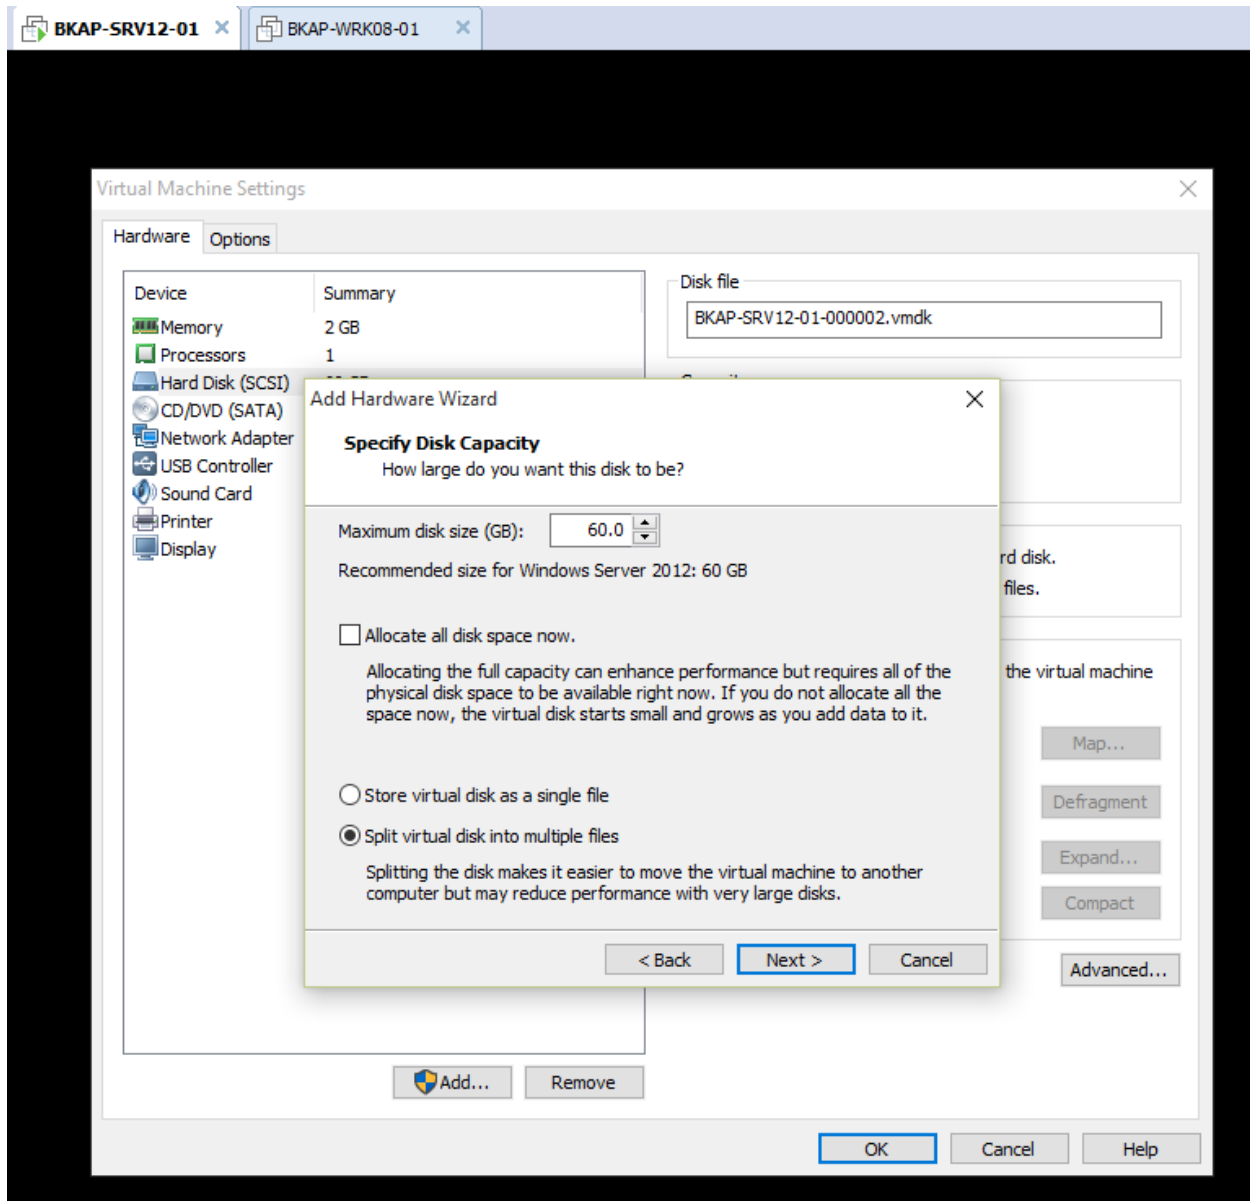 BKAP-SRV12-01
BKAP-WRK08-01
Virtual Machine Settings
Hardware
Options
Device Summary
Memory 2 GB
Processors 1
Hard Disk (SCSI)
CD/DVD (SATA)
Network Adapter
USB Controller
Sound Card
Printer
Display
Disk file
BKAP-SRV12-01-000002.vmdk
Add Hardware Wizard
Specify Disk Capacity
How large do you want this disk to be?
Maximum disk size (GB): 60.0
Recommended size for Windows Server 2012: 60 GB
Allocate all disk space now.
Allocating the full capacity can enhance performance but requires all of the
physical disk space to be available right now. If you do not allocate all the
space now, the virtual disk starts small and grows as you add data to it.
Store virtual disk as a single file
Split virtual disk into multiple files
Splitting the disk makes it easier to move the virtual machine to another
computer but may reduce performance with very large disks.
< Back Next > Cancel
rd disk.
files.
the virtual machine
Map...
Defragment
Expand...
Compact
Advanced...
Add... Remove
OK Cancel Help